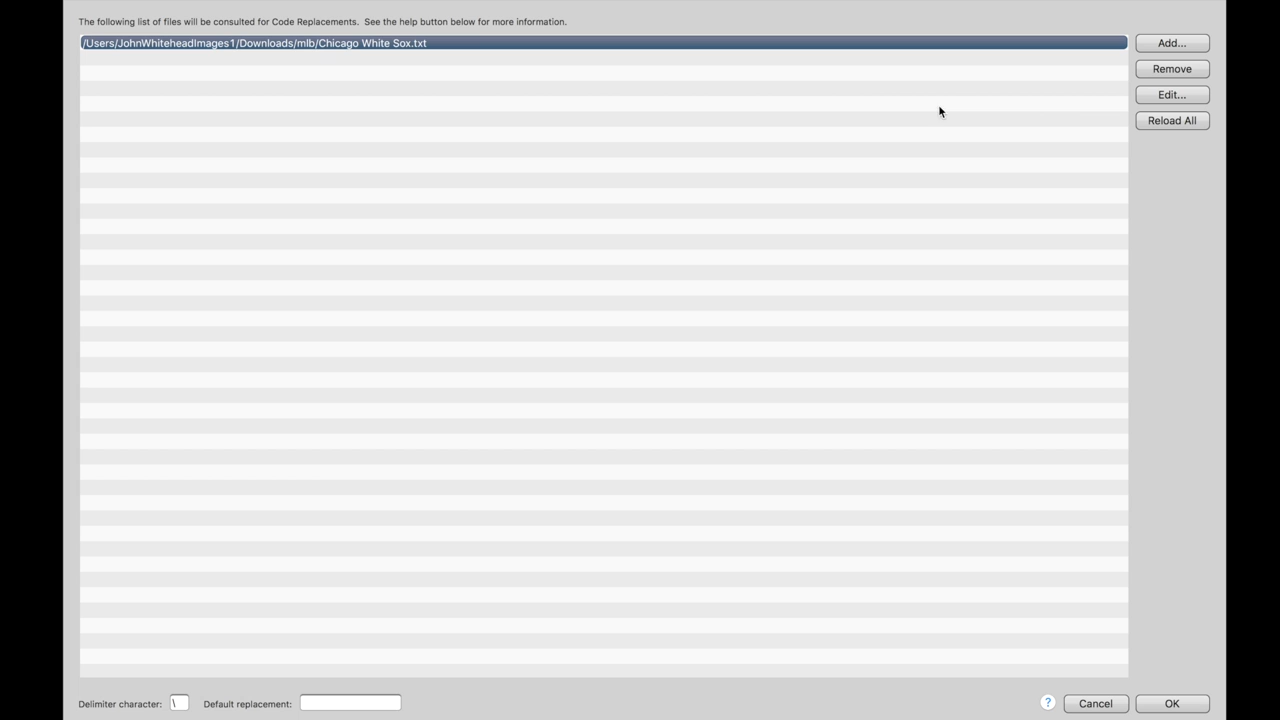 The following list of files will be consulted for Code Replacements.  See the help button below for more information.
/Users/JohnWhiteheadImages1/Downloads/mlb/Chicago White Sox.txt
Add...
Remove
Edit...
Reload All
Delimiter character: \ Default replacement: ? Cancel OK